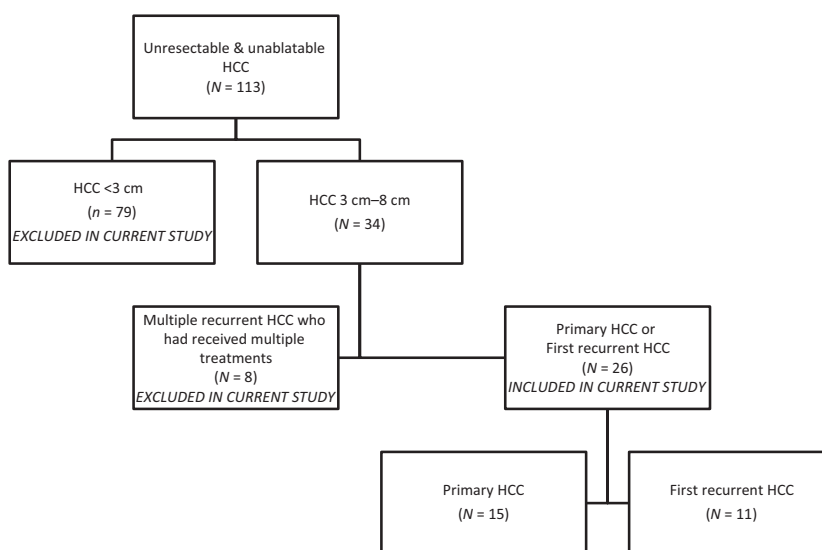 Unresectable & unablatable
HCC
(N = 113)
HCC <3 cm
(n = 79)
EXCLUDED IN CURRENT STUDY
HCC 3 cm–8 cm
(N = 34)
Multiple recurrent HCC who
had received multiple
treatments
(N = 8)
EXCLUDED IN CURRENT STUDY
Primary HCC or
First recurrent HCC
(N = 26)
INCLUDED IN CURRENT STUDY
Primary HCC
(N = 15)
First recurrent HCC
(N = 11)